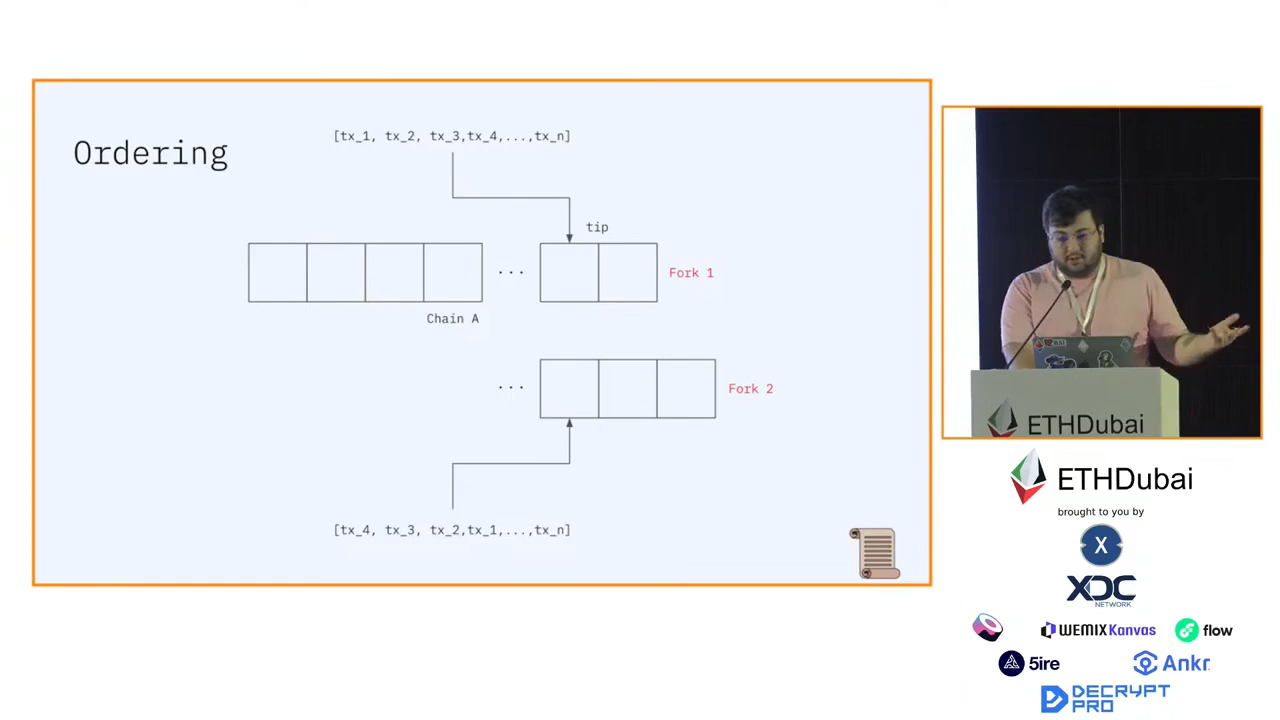 Ordering
[tx_1, tx_2, tx_3,tx_4,...,tx_n]
tip
...
Fork 1
Chain A
...
Fork 2
[tx_4, tx_3, tx_2,tx_1,...,tx_n]
ETHDubai
ETHDubai
brought to you by
X
XDC
NETWORK
WEMIX Kanvas
flow
5ire
Ankr
DECRYPT
PRO